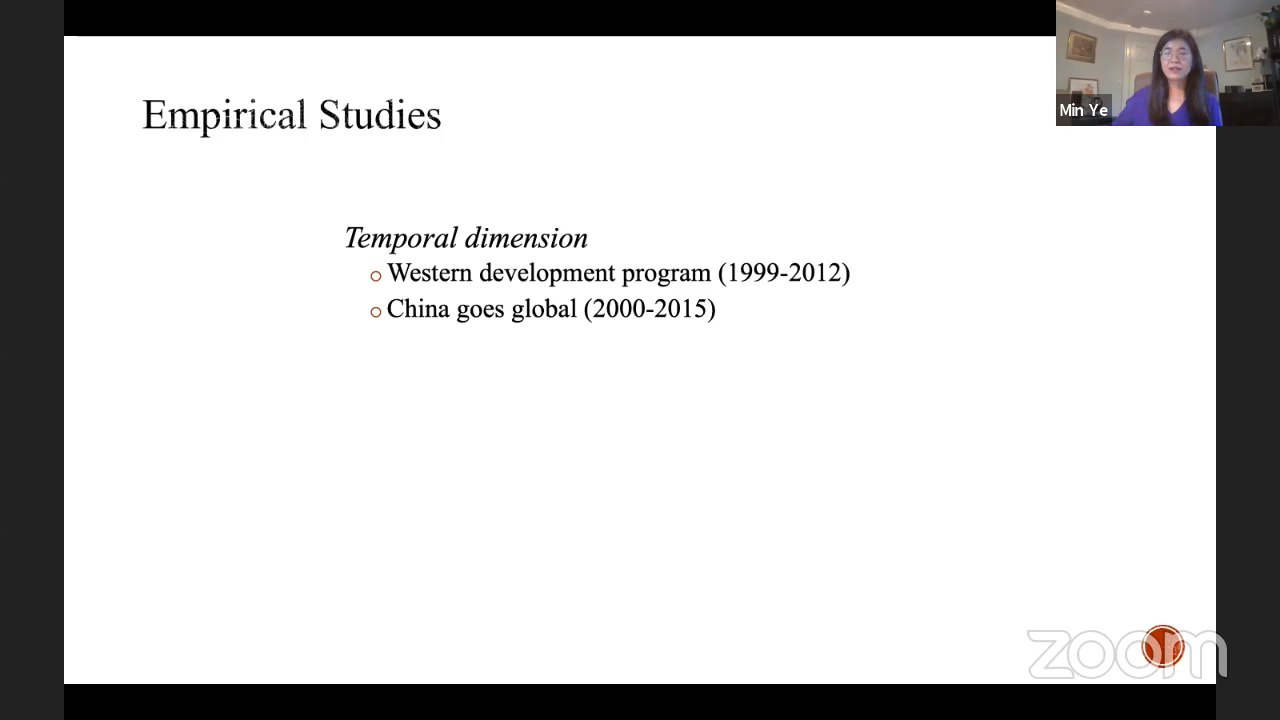 Empirical Studies
Min Ye
Temporal dimension
Western development program (1999-2012)
China goes global (2000-2015)
zoom